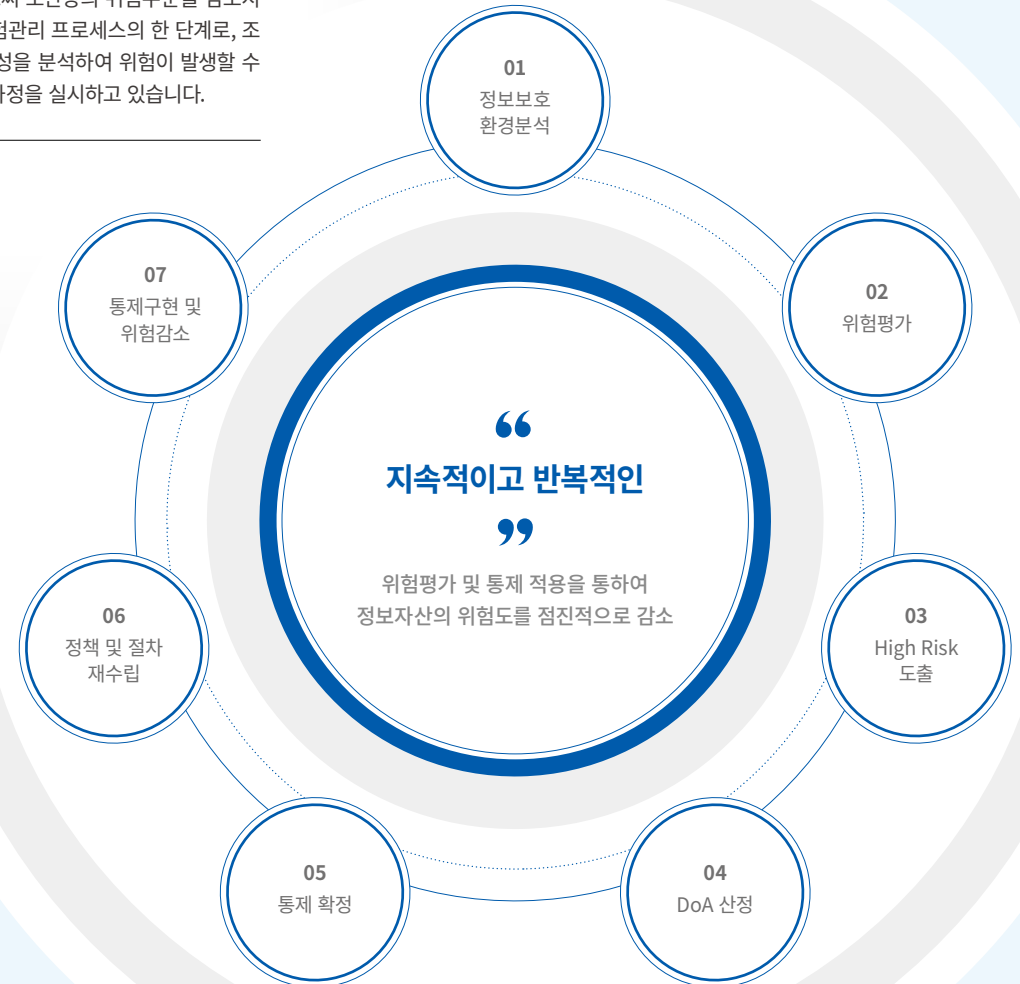 험관리 프로세스의 한 단계로, 조
성을 분석하여 위험이 발생할 수
사정을 실시하고 있습니다.
01
정보보호
환경분석
07
통제구현 및
위험감소
02
위험평가
“
지속적이고 반복적인
”
위험평가 및 통제 적용을 통하여
정보자산의 위험도를 점진적으로 감소
06
정책 및 절차
재수립
03
High Risk
도출
05
통제 확정
04
DoA 산정